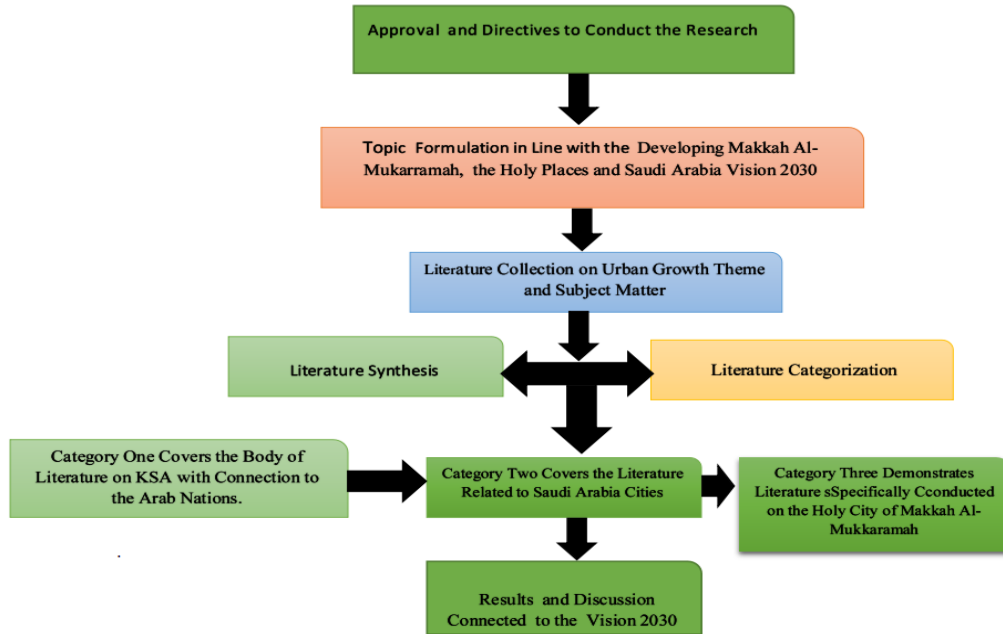 Approval and Directives to Conduct the Research
Topic Formulation in Line with the Developing Makkah Al-
Mukarramah, the Holy Places and Saudi Arabia Vision 2030
Literature Collection on Urban Growth Theme
and Subject Matter
Literature Synthesis
Literature Categorization
Category One Covers the Body of
Literature on KSA with Connection to
the Arab Nations.
Category Two Covers the Literature
Related to Saudi Arabia Cities
Category Three Demonstrates
Literature sSpecifically Cconducted
on the Holy City of Makkah Al-
Mukkaramah
.
Results and Discussion
Connected to the Vision 2030